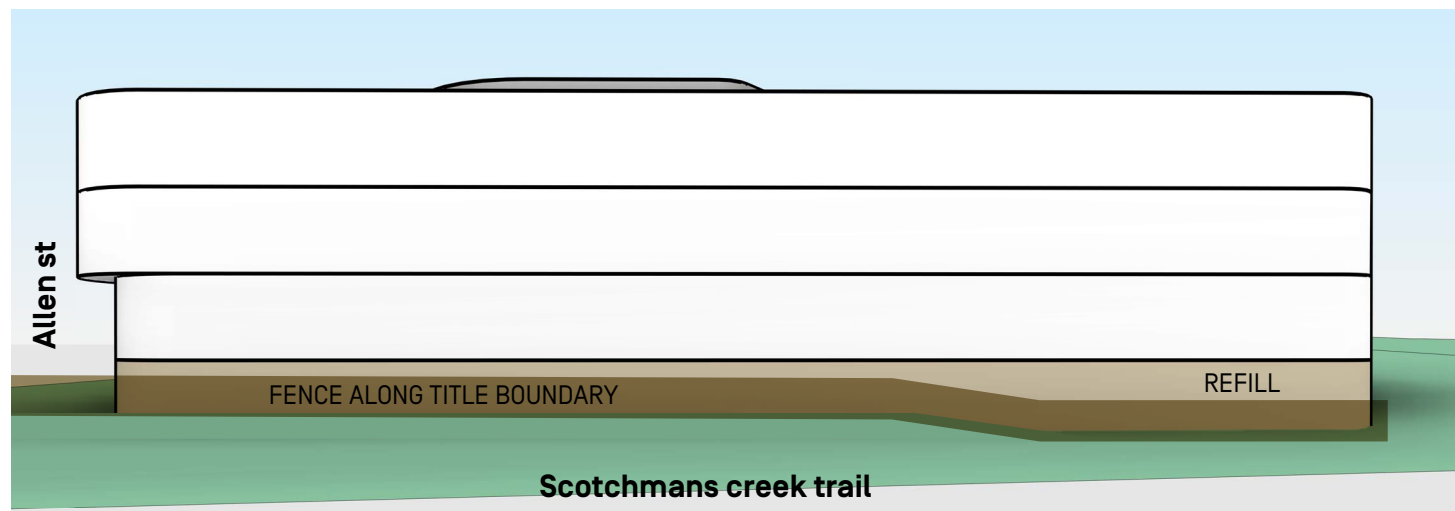 Allen st
FENCE ALONG TITLE BOUNDARY
REFILL
Scotchmans creek trail